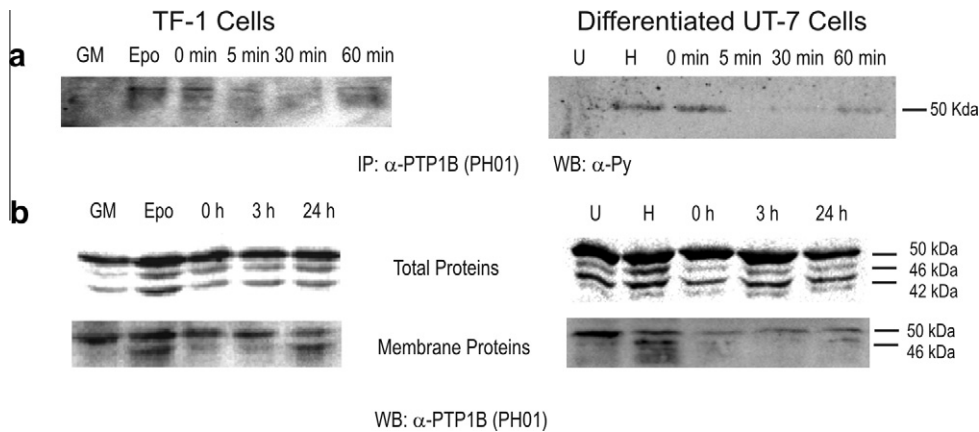 TF-1 Cells
Differentiated UT-7 Cells
a
GM Epo 0 min 5 min 30 min 60 min
U H 0 min 5 min 30 min 60 min
50 Kda
IP: α-PTP1B (PH01) WB: α-Py
b
GM Epo 0 h 3 h 24 h
U H 0 h 3 h 24 h
Total Proteins
50 kDa
46 kDa
42 kDa
Membrane Proteins
50 kDa
46 kDa
WB: α-PTP1B (PH01)